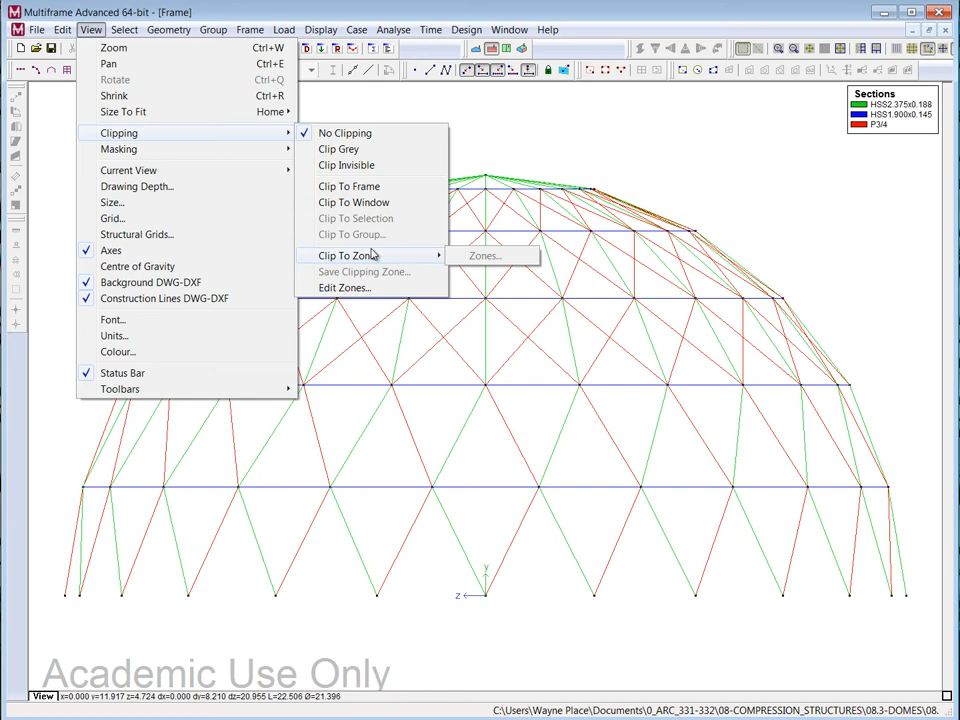 Multiframe Advanced 64-bit - [Frame]
File Edit View Select Geometry Group Frame Load Display Case Analyse Time Design Window Help
Zoom Ctrl+W
Pan Ctrl+E
Rotate Ctrl+Q
Shrink Ctrl+R
Size To Fit Home
Clipping
Masking
Current View
Drawing Depth...
Size...
Grid...
Structural Grids...
Axes
Centre of Gravity
Background DWG-DXF
Construction Lines DWG-DXF
Font...
Units...
Colour...
Status Bar
Toolbars
No Clipping
Clip Grey
Clip Invisible
Clip To Frame
Clip To Window
Clip To Selection
Clip To Group...
Clip To Zone
Save Clipping Zone...
Edit Zones...
Zones...
Sections
HSS2.375x0.188
HSS1.900x0.145
P3/4
y
z
Academic Use Only
View x=0.000 y=11.917 z=4.724 dx=0.000 dy=8.210 dz=20.955 L=22.506 Ø=21.396
C:\Users\Wayne Place\Documents\0_ARC_331-332\08-COMPRESSION_STRUCTURES\08.3-DOMES\08.